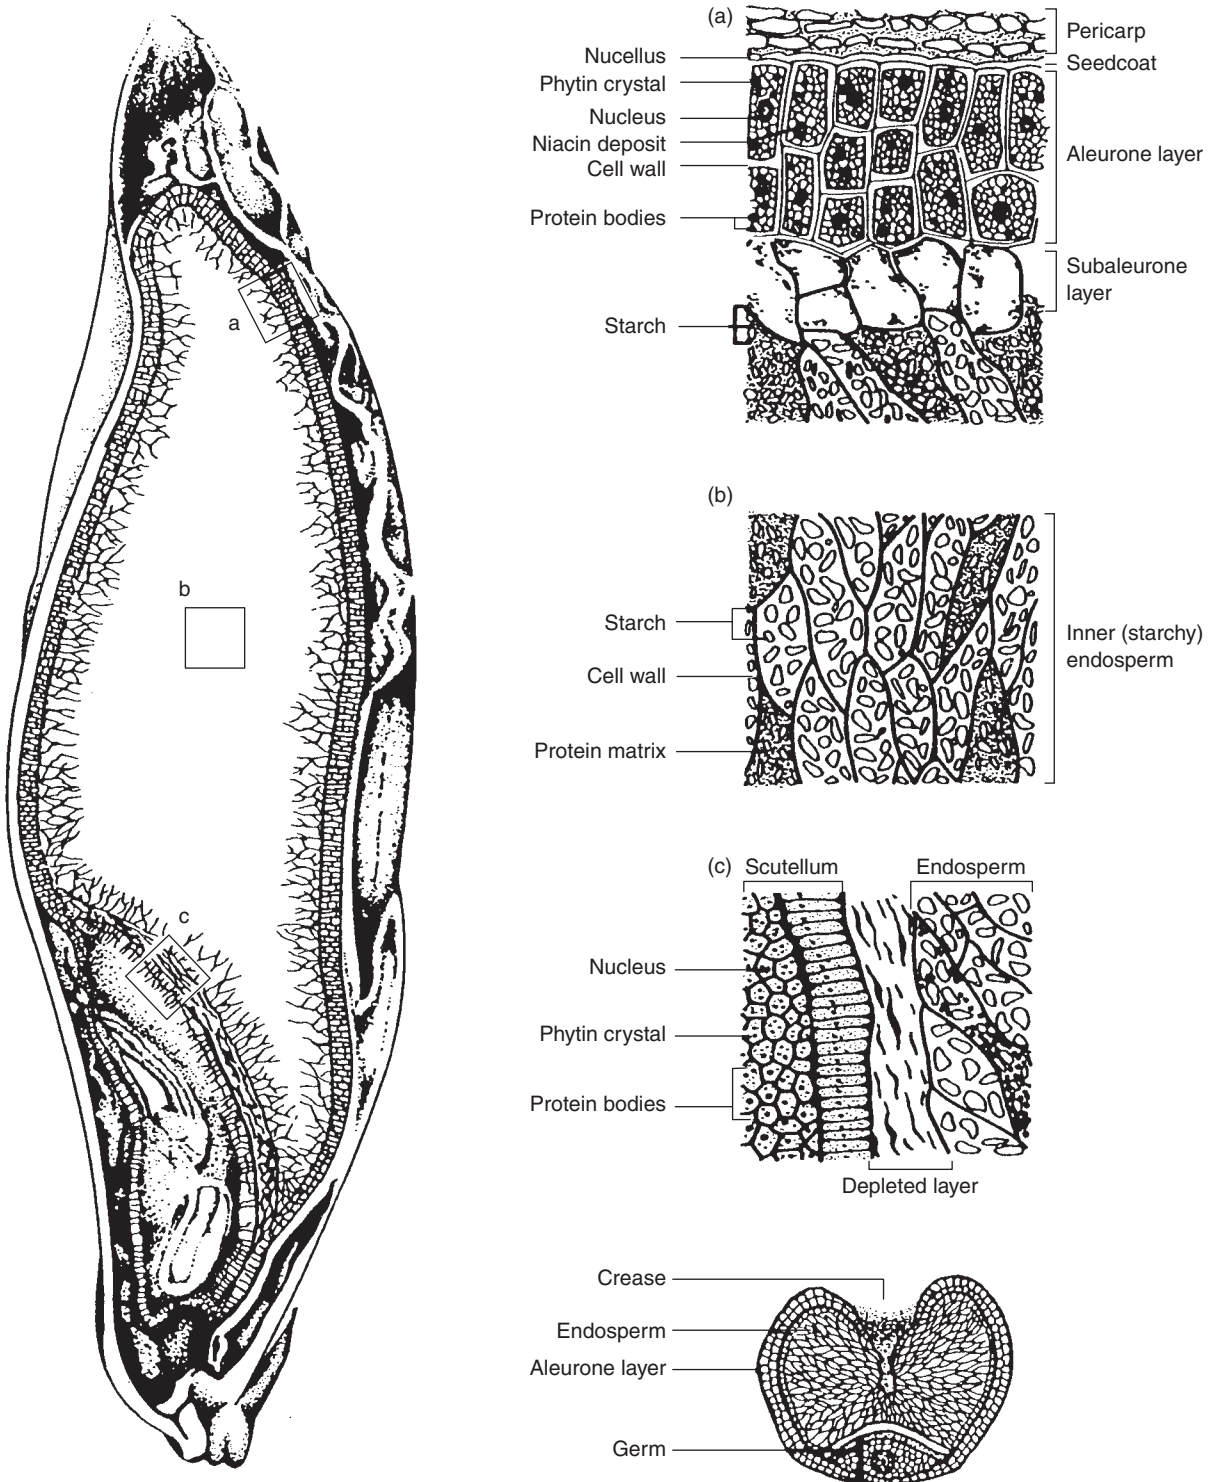 (a)
Nucellus
Phytin crystal
Nucleus
Niacin deposit
Cell wall
Protein bodies
Starch
Pericarp
Seedcoat
Aleurone layer
Subaleurone
layer
a
b
c
(b)
Starch
Cell wall
Protein matrix
Inner (starchy)
endosperm
(c) Scutellum Endosperm
Nucleus
Phytin crystal
Protein bodies
Depleted layer
Crease
Endosperm
Aleurone layer
Germ